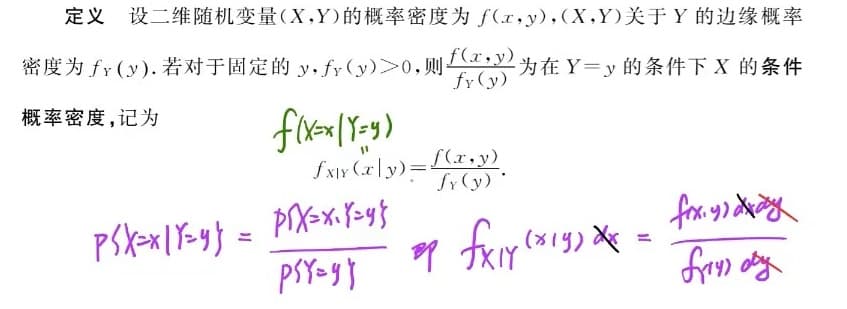 定义 设二维随机变量(X,Y)的概率密度为 f(x,y),(X,Y)关于 Y 的边缘概率
密度为 f_Y(y).若对于固定的 y,f_Y(y)>0,则\frac{f(x,y)}{f_Y(y)}为在 Y=y 的条件下 X 的条件
概率密度,记为
f(X=x|Y=y)
"
f_{X|Y}(x|y)=\frac{f(x,y)}{f_Y(y)}.
P{X=x|Y=y} = \frac{P{X=x,Y=y}}{P{Y=y}} 即 f_{X|Y}(x|y) dx = \frac{f(x,y) dxdy}{f_Y(y) dy}